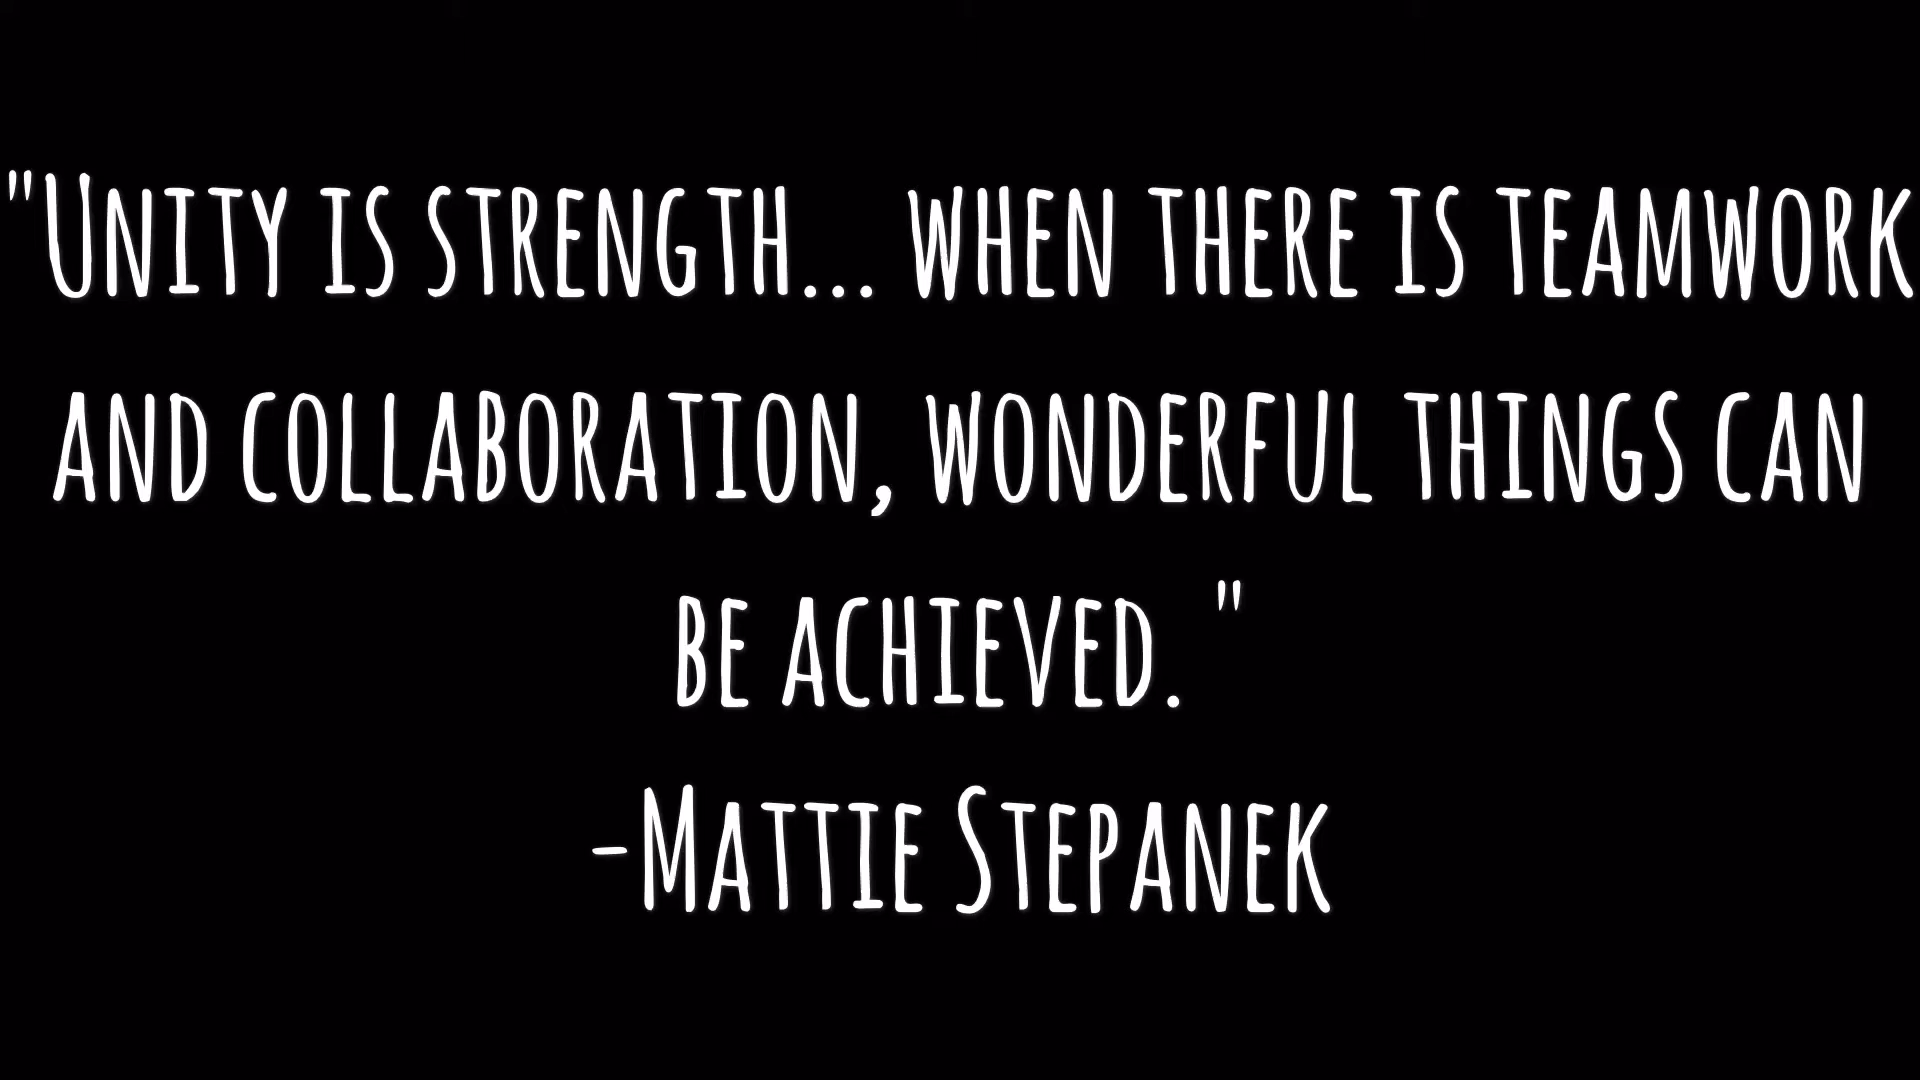 "Unity is strength... when there is teamwork
and collaboration, wonderful things can
be achieved. "
-Mattie Stepanek